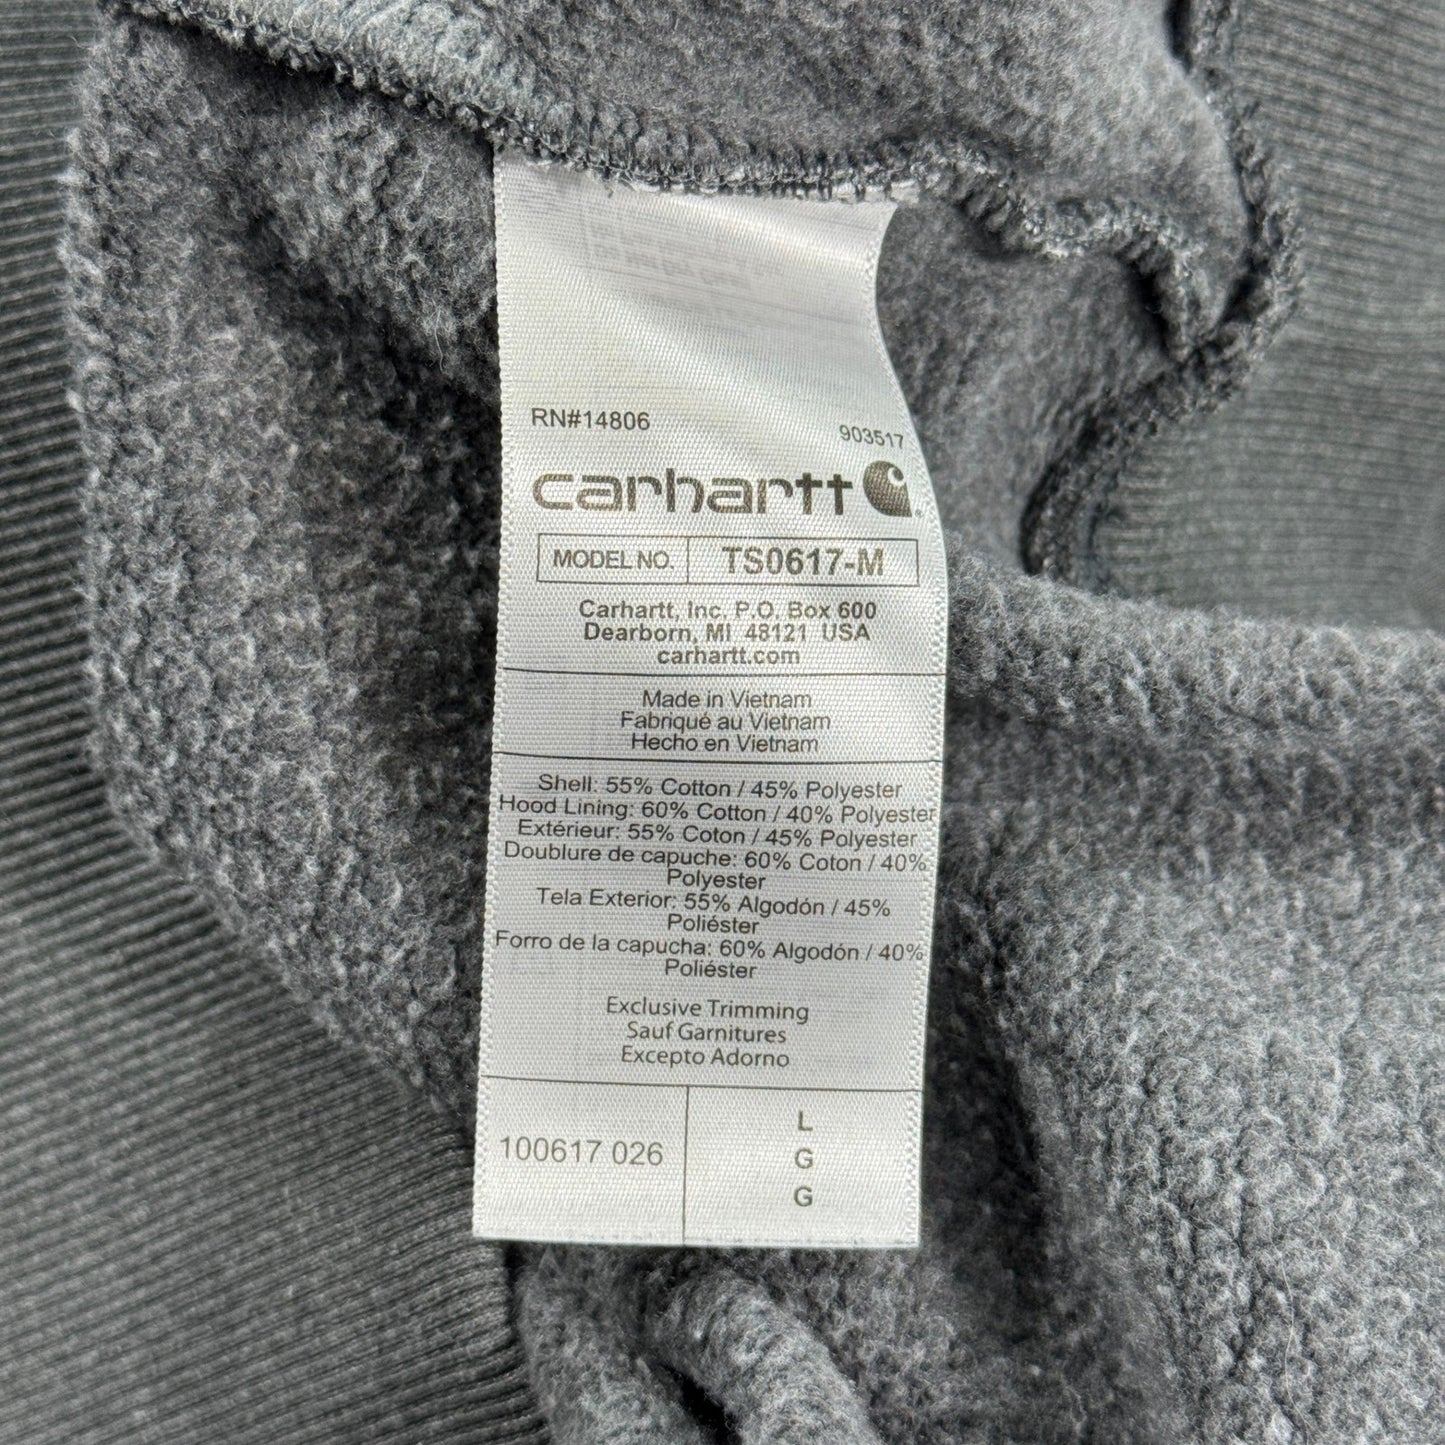 RN#14806
903517
carhartt
MODEL NO. TS0617-M
Carhartt, Inc. P.O. Box 600
Dearborn, MI 48121 USA
carhartt.com
Made in Vietnam
Fabriqué au Vietnam
Hecho en Vietnam
Shell: 55% Cotton / 45% Polyester
Hood Lining: 60% Cotton / 40% Polyester
Extérieur: 55% Coton / 45% Polyester
Doublure de capuche: 60% Coton / 40%
Polyester
Tela Exterior: 55% Algodón / 45%
Poliéster
Forro de la capucha: 60% Algodón / 40%
Poliéster
Exclusive Trimming
Sauf Garnitures
Excepto Adorno
L
100617 026 G
G